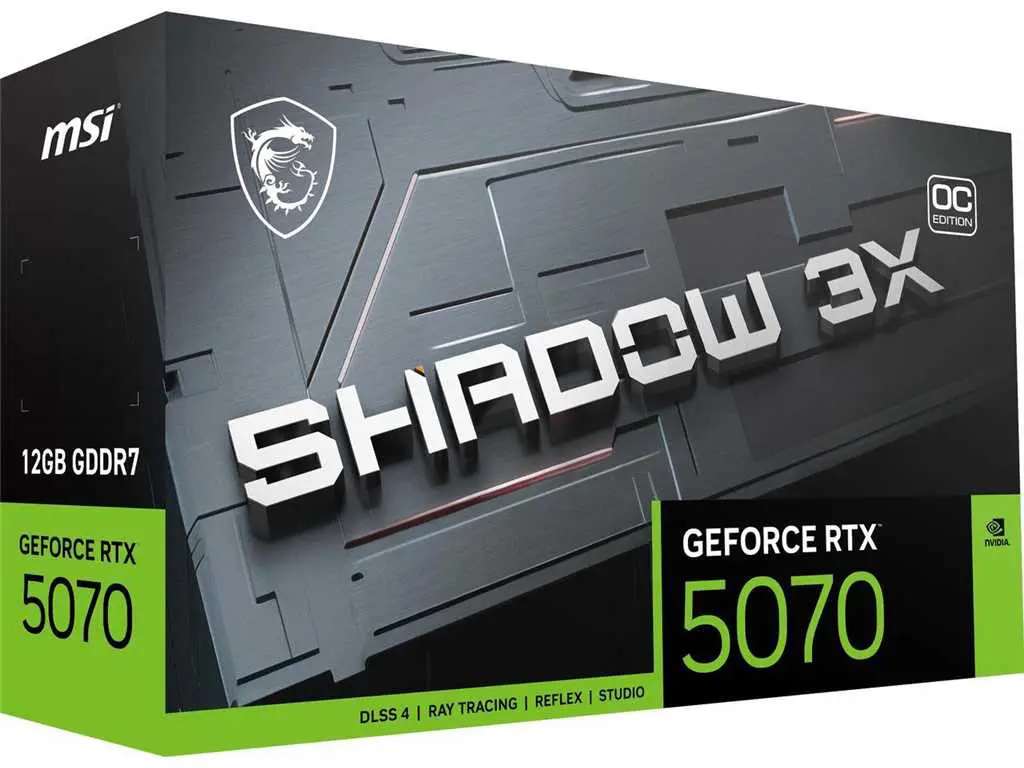 msi
12GB GDDR7
GEFORCE RTX
5070
OC
EDITION
SHADOW 3X
GEFORCE RTX™
5070
NVIDIA.
DLSS 4 | RAY TRACING | REFLEX | STUDIO